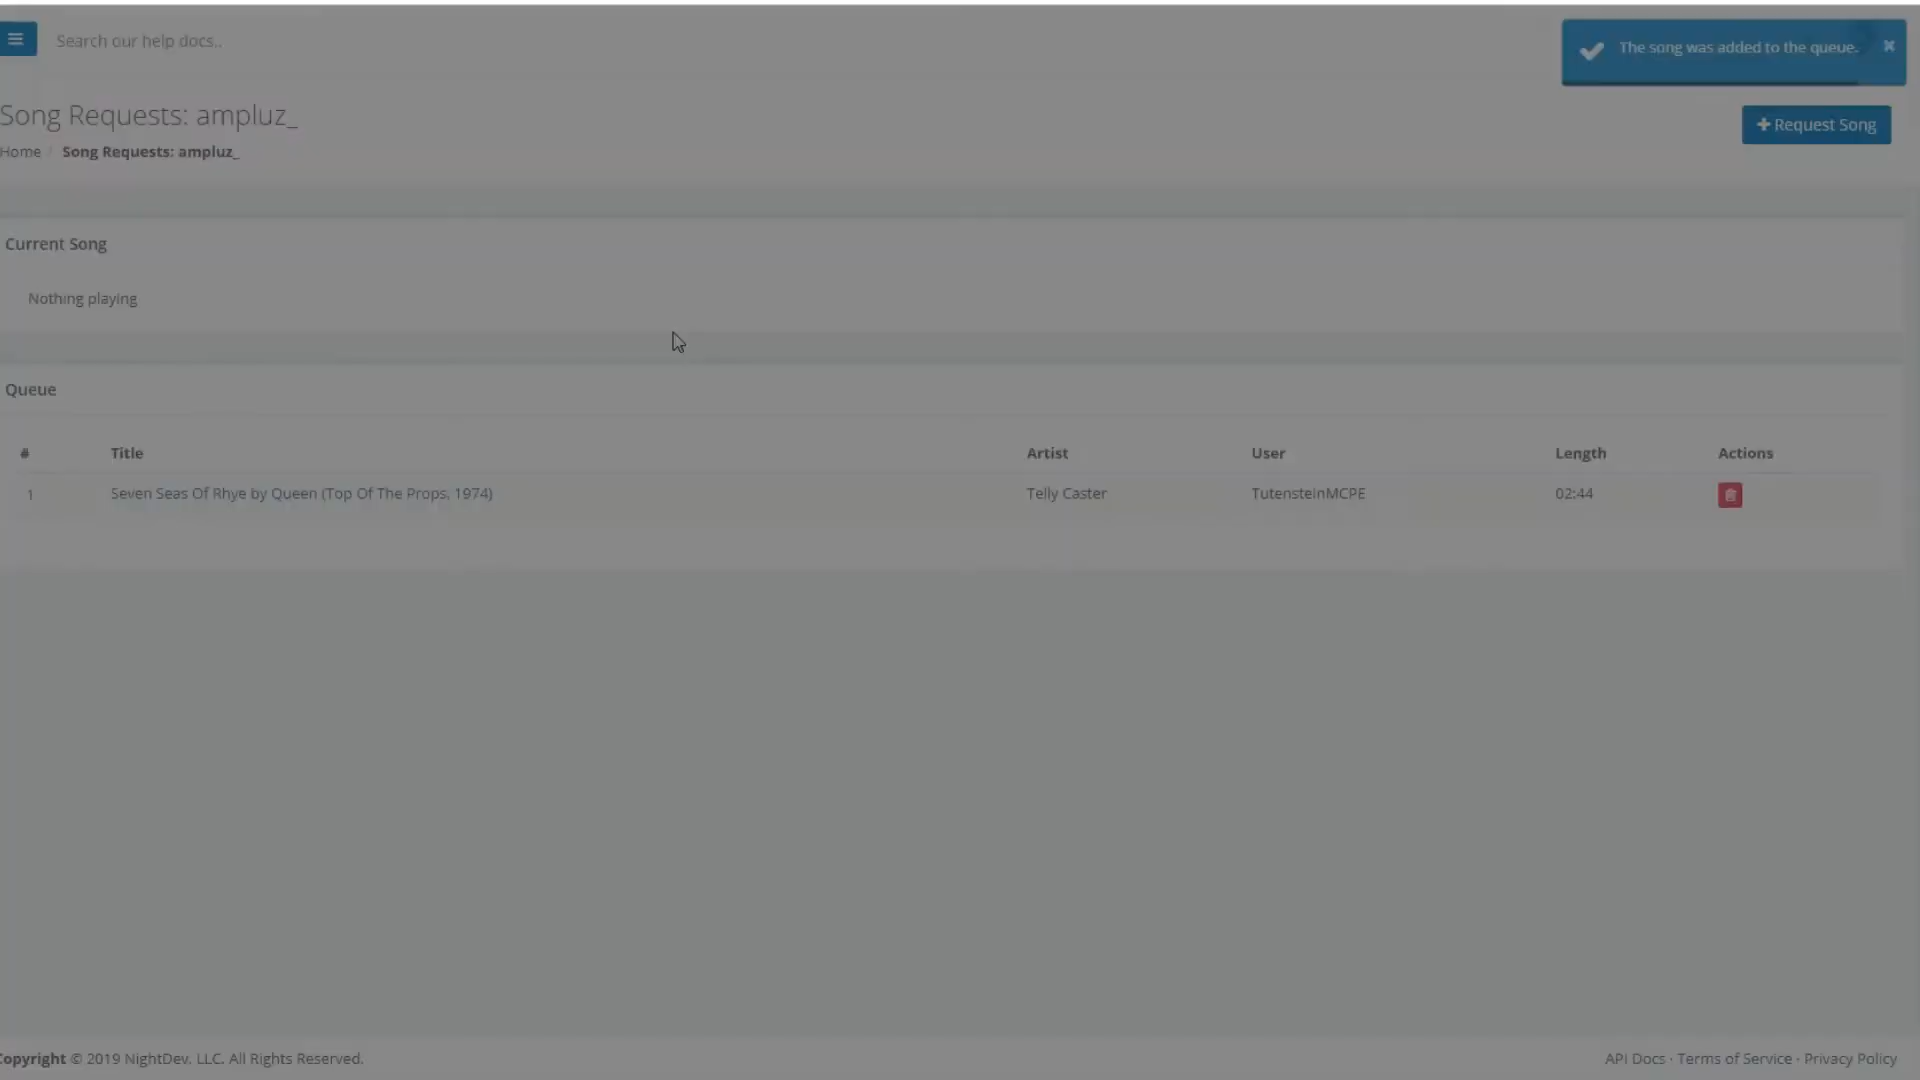 Search our help docs..
The song was added to the queue.
Song Requests: ampluz_
Request Song
Home / Song Requests: ampluz_
Current Song
Nothing playing
Queue
# Title Artist User Length Actions
1 Seven Seas Of Rhye by Queen (Top Of The Props, 1974) Telly Caster TutensteinMCPE 02:44
Copyright © 2019 NightDev, LLC. All Rights Reserved.
API Docs · Terms of Service · Privacy Policy